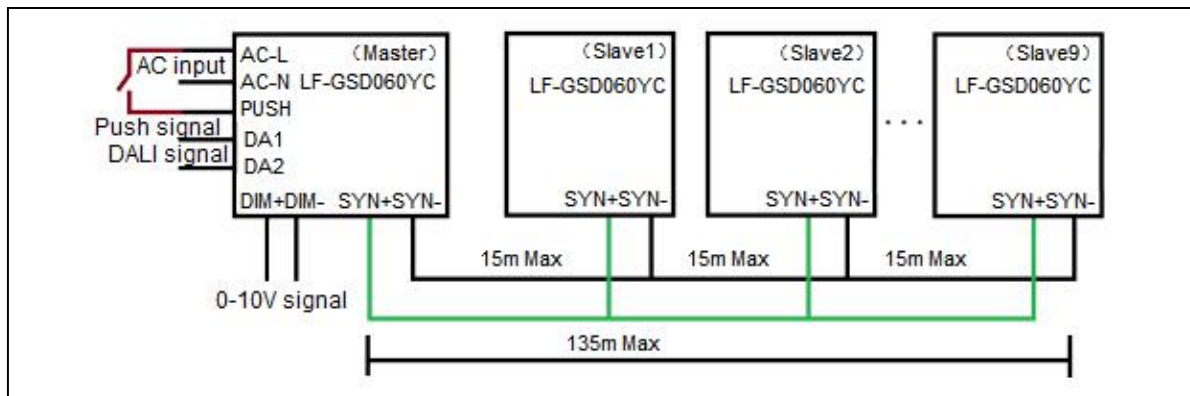 AC-L
（Master）
（Slave1）
（Slave2）
（Slave9）
AC input
AC-N LF-GSD060YC
LF-GSD060YC
LF-GSD060YC
LF-GSD060YC
PUSH
Push signal
DA1
...
DALI signal
DA2
DIM+DIM- SYN+SYN-
SYN+SYN-
SYN+SYN-
SYN+SYN-
15m Max
15m Max
15m Max
0-10V signal
135m Max